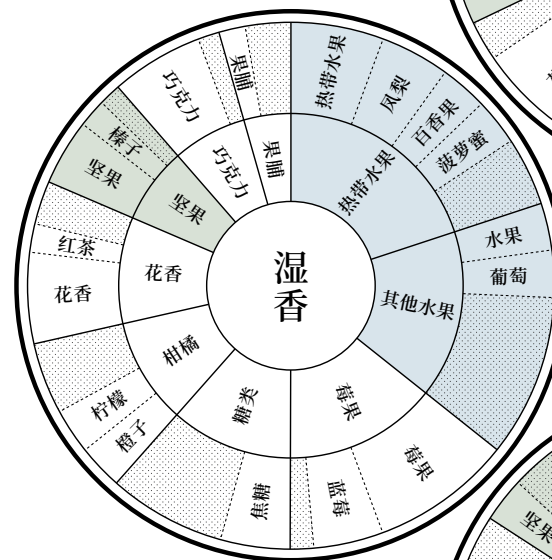 湿
香
热带水果
其他水果
莓果
糖类
柑橘
花香
坚果
巧克力
果脯
热带水果
凤梨
百香果
菠萝蜜
水果
葡萄
莓果
蓝莓
焦糖
橙子
柠檬
花香
红茶
坚果
榛子
巧克力
果脯
坚果